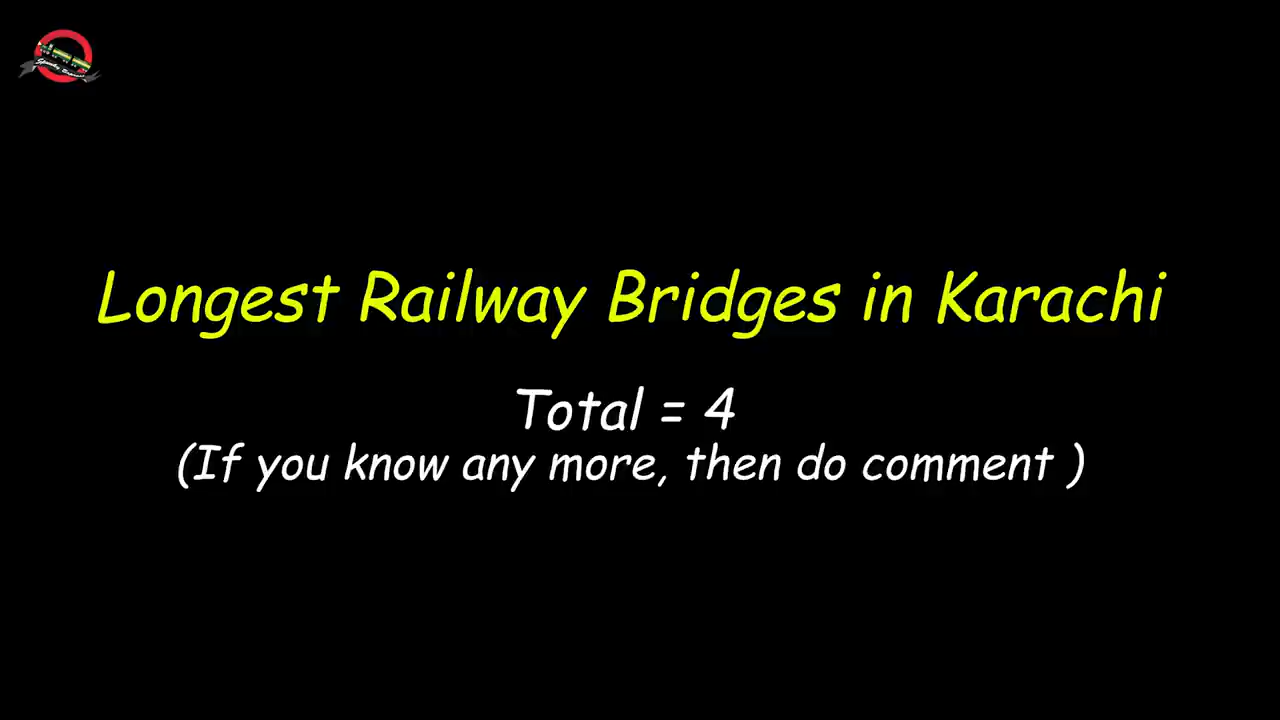 Longest Railway Bridges in Karachi
Total = 4
(If you know any more, then do comment )